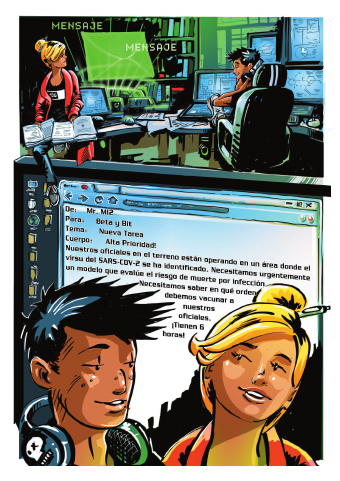 MENSAJE
MENSAJE
De: Mr. MI2
Para: Beta y Bit
Tema: Nueva Tarea
Cuerpo: Alta Prioridad!
Nuestros oficiales en el terreno están operando en un área donde el
virsu del SARS-COV-2 se ha identificado. Necesitamos urgentemente
un modelo que evalúe el riesgo de muerte por infección.
Necesitamos saber en qué orden
debemos vacunar a
nuestros
oficiales.
¡Tienen 6
horas!